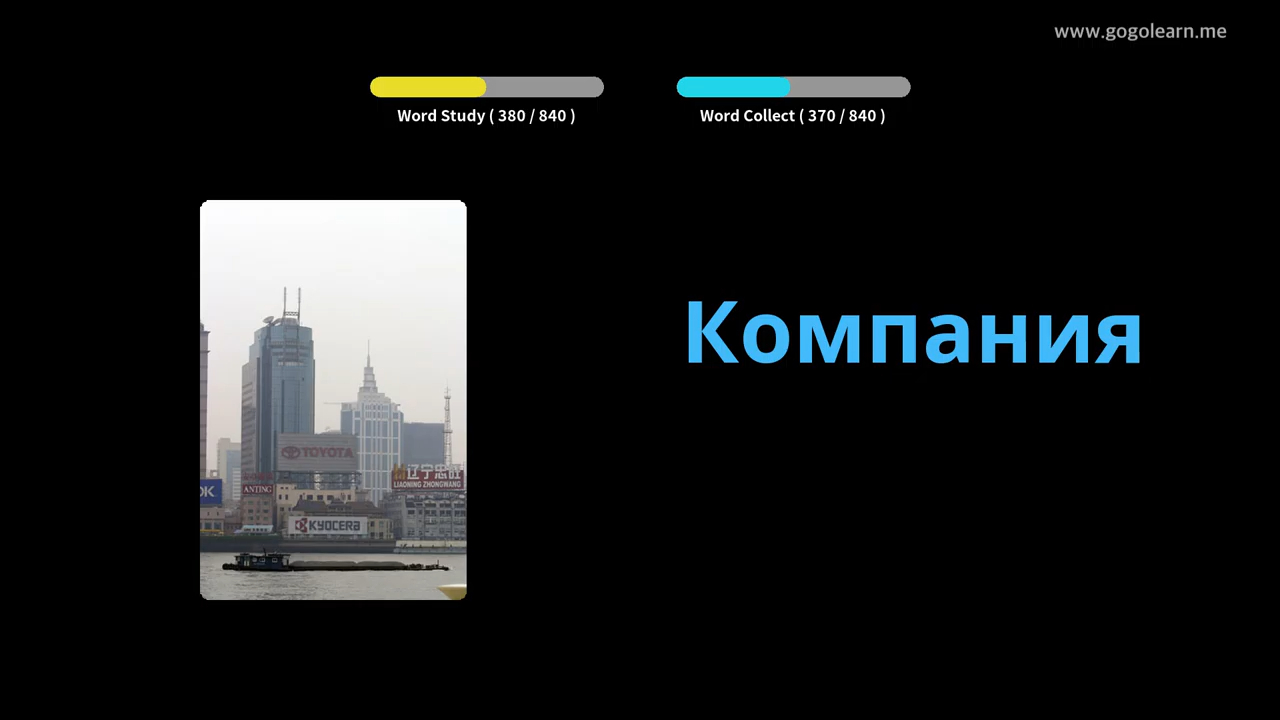 www.gogolearn.me
Word Study ( 380 / 840 )
Word Collect ( 370 / 840 )
Компания
TOYOTA
辽宁忠旺
LIAONING ZHONGWANG
ANTING
KYOCERA